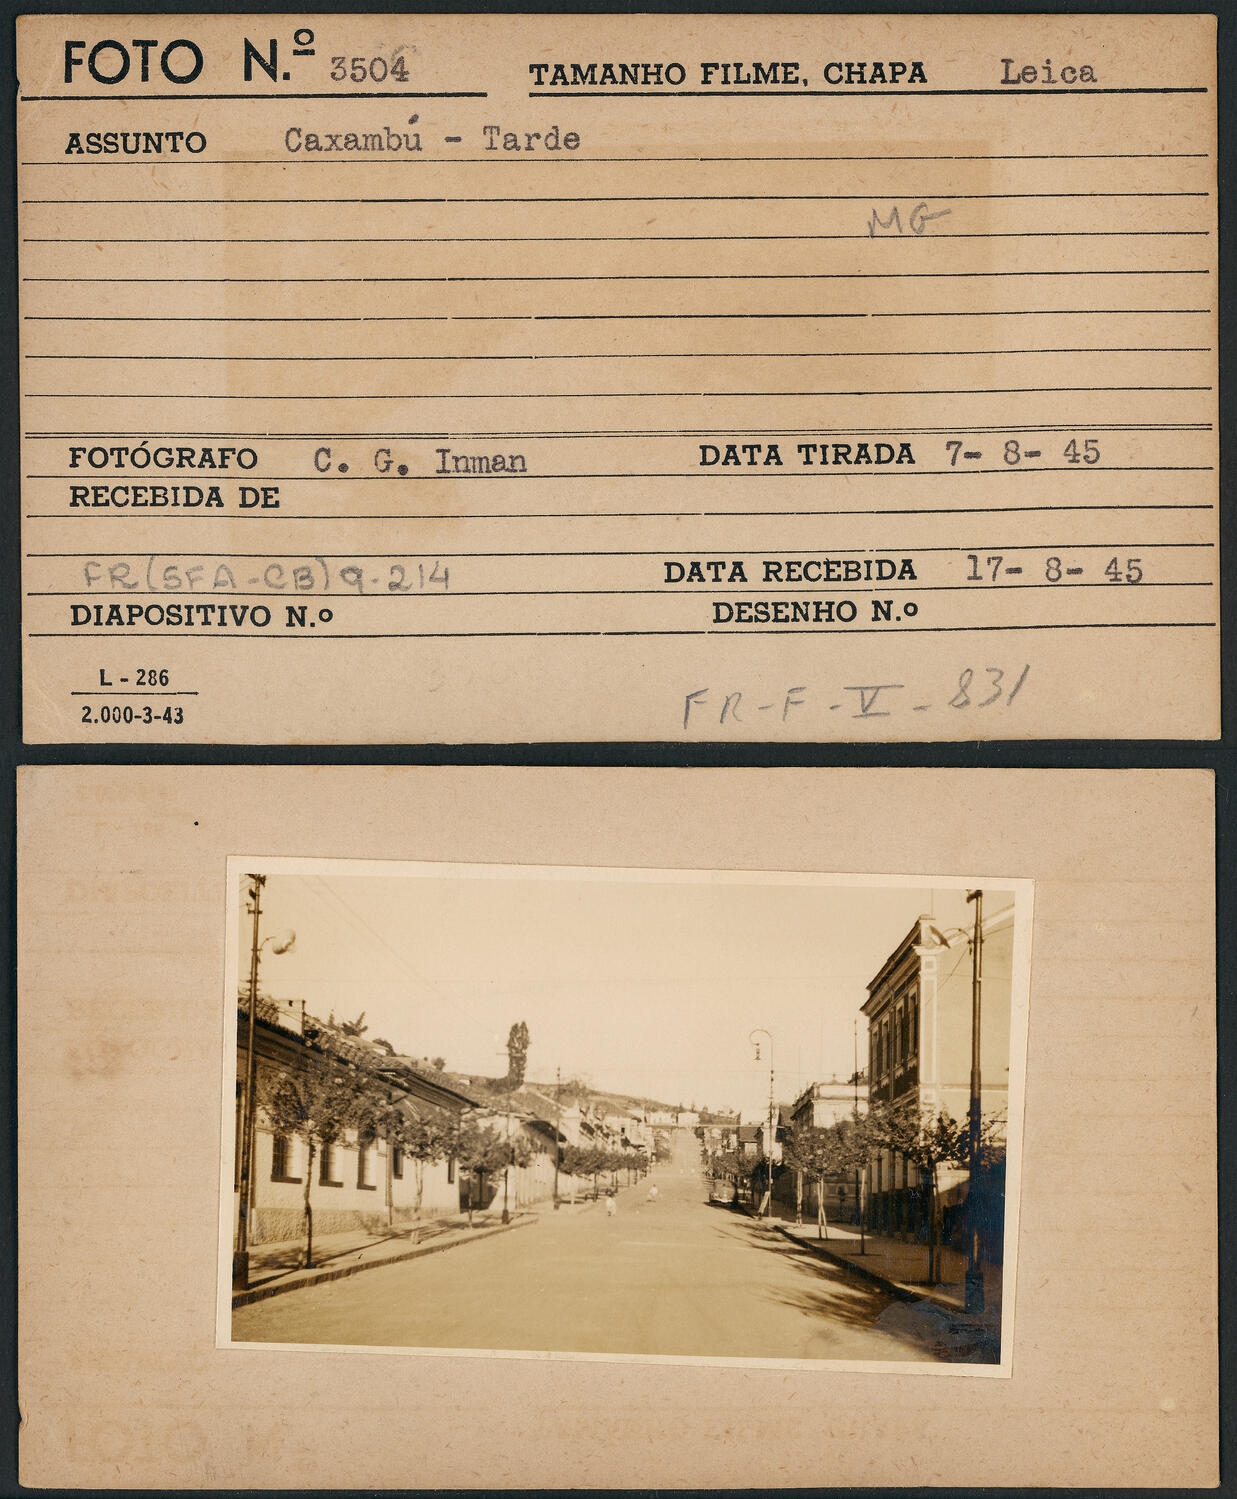 FOTO N.º 3504 TAMANHO FILME, CHAPA Leica
ASSUNTO Caxambú - Tarde
MG
FOTÓGRAFO C. G. Inman DATA TIRADA 7- 8- 45
RECEBIDA DE
FR(SFA-CB)9-214 DATA RECEBIDA 17- 8- 45
DIAPOSITIVO N.º DESENHO N.º
L - 286
2.000-3-43
FR-F-V-831